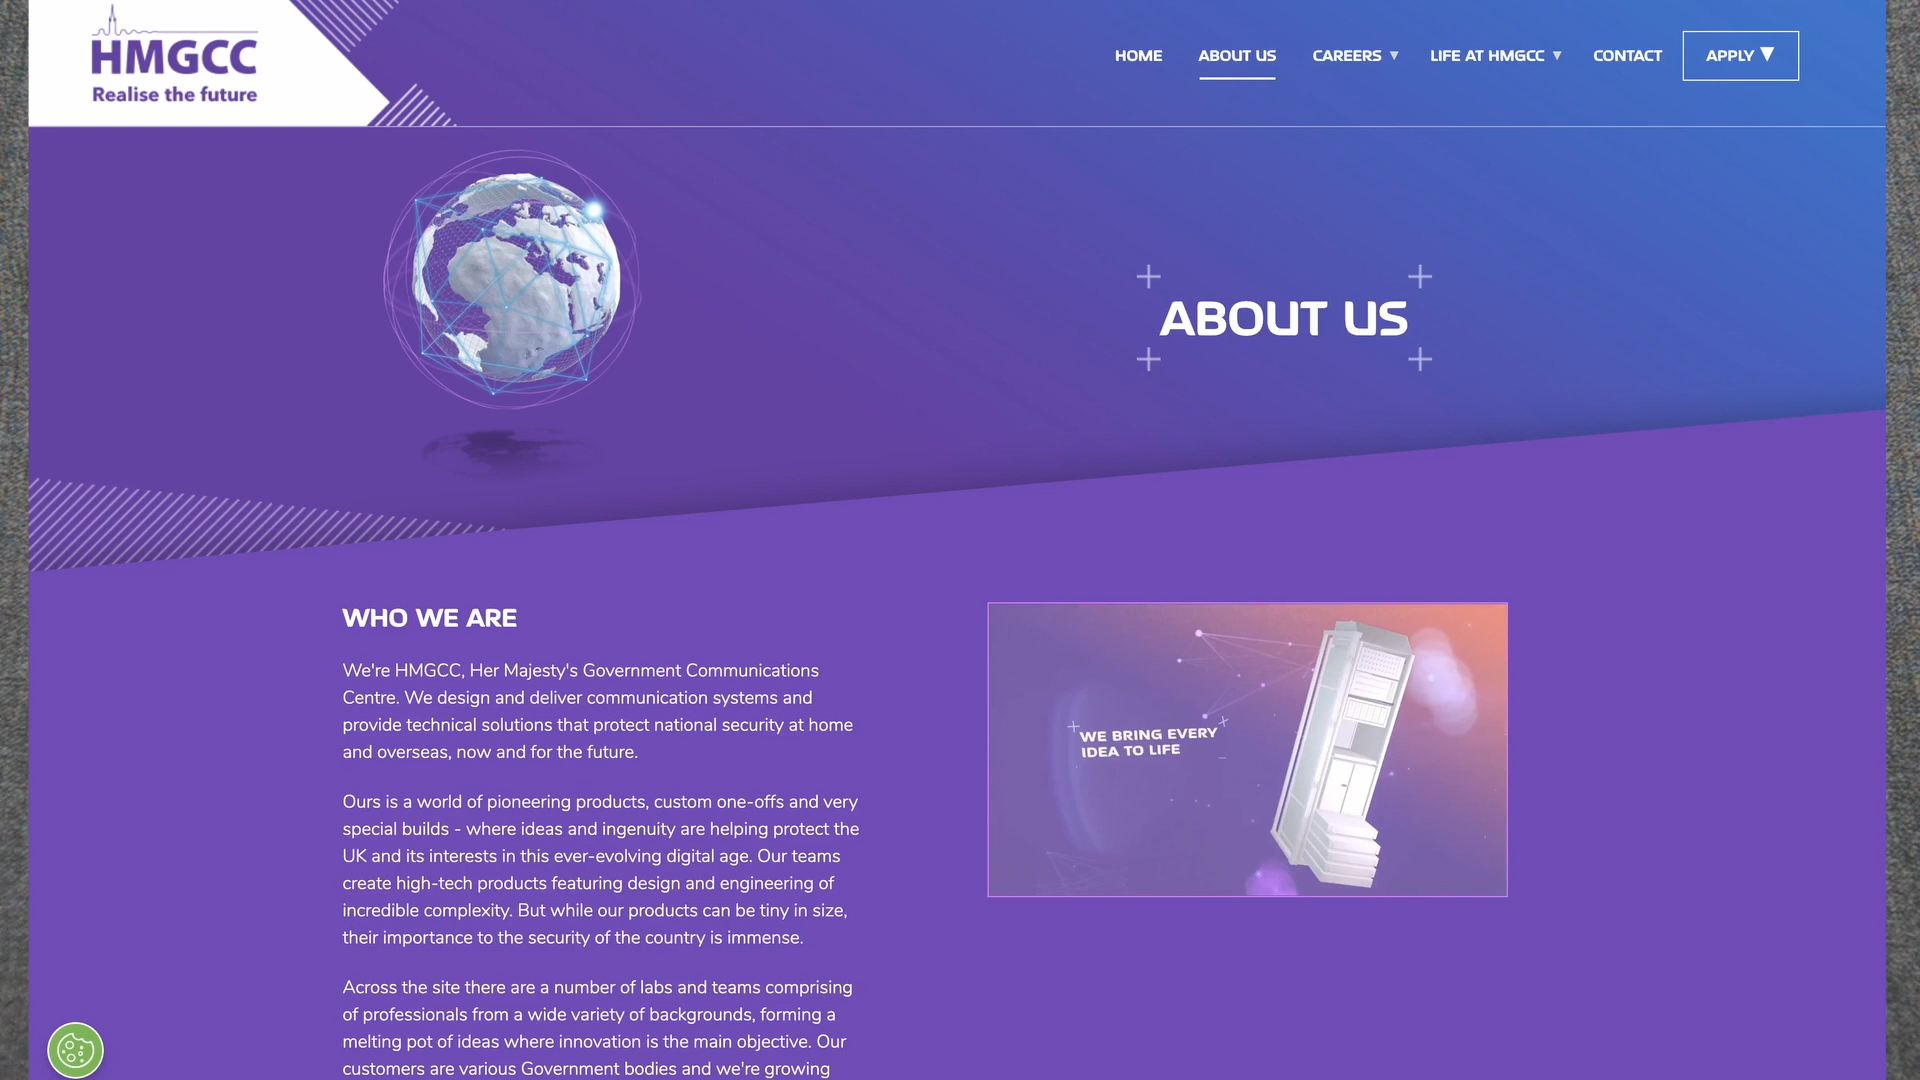 HMGCC
Realise the future
HOME
ABOUT US
CAREERS
LIFE AT HMGCC
CONTACT
APPLY
ABOUT US
WHO WE ARE
We're HMGCC, Her Majesty's Government Communications
Centre. We design and deliver communication systems and
provide technical solutions that protect national security at home
and overseas, now and for the future.
Ours is a world of pioneering products, custom one-offs and very
special builds - where ideas and ingenuity are helping protect the
UK and its interests in this ever-evolving digital age. Our teams
create high-tech products featuring design and engineering of
incredible complexity. But while our products can be tiny in size,
their importance to the security of the country is immense.
Across the site there are a number of labs and teams comprising
of professionals from a wide variety of backgrounds, forming a
melting pot of ideas where innovation is the main objective. Our
customers are various Government bodies and we're growing
WE BRING EVERY
IDEA TO LIFE